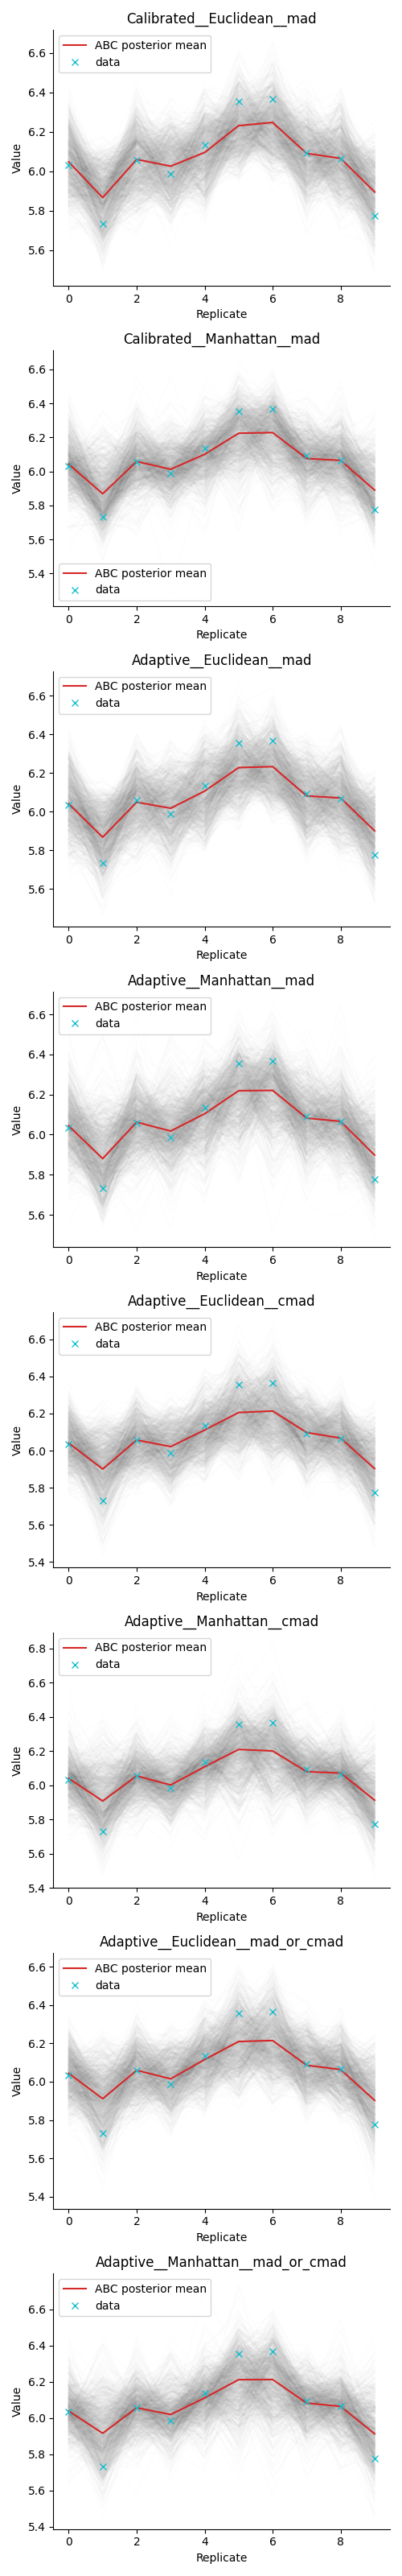 Calibrated__Euclidean__mad
ABC posterior mean
data
6.6
6.4
6.2
6.0
5.8
5.6
Value
0 2 4 6 8
Replicate
Calibrated__Manhattan__mad
6.6
6.4
6.2
6.0
5.8
5.6
5.4
Value
ABC posterior mean
data
0 2 4 6 8
Replicate
Adaptive__Euclidean__mad
ABC posterior mean
data
6.6
6.4
6.2
6.0
5.8
5.6
Value
0 2 4 6 8
Replicate
Adaptive__Manhattan__mad
ABC posterior mean
data
6.6
6.4
6.2
6.0
5.8
5.6
Value
0 2 4 6 8
Replicate
Adaptive__Euclidean__cmad
ABC posterior mean
data
6.6
6.4
6.2
6.0
5.8
5.6
5.4
Value
0 2 4 6 8
Replicate
Adaptive__Manhattan__cmad
ABC posterior mean
data
6.8
6.6
6.4
6.2
6.0
5.8
5.6
5.4
Value
0 2 4 6 8
Replicate
Adaptive__Euclidean__mad_or_cmad
ABC posterior mean
data
6.6
6.4
6.2
6.0
5.8
5.6
5.4
Value
0 2 4 6 8
Replicate
Adaptive__Manhattan__mad_or_cmad
ABC posterior mean
data
6.6
6.4
6.2
6.0
5.8
5.6
5.4
Value
0 2 4 6 8
Replicate